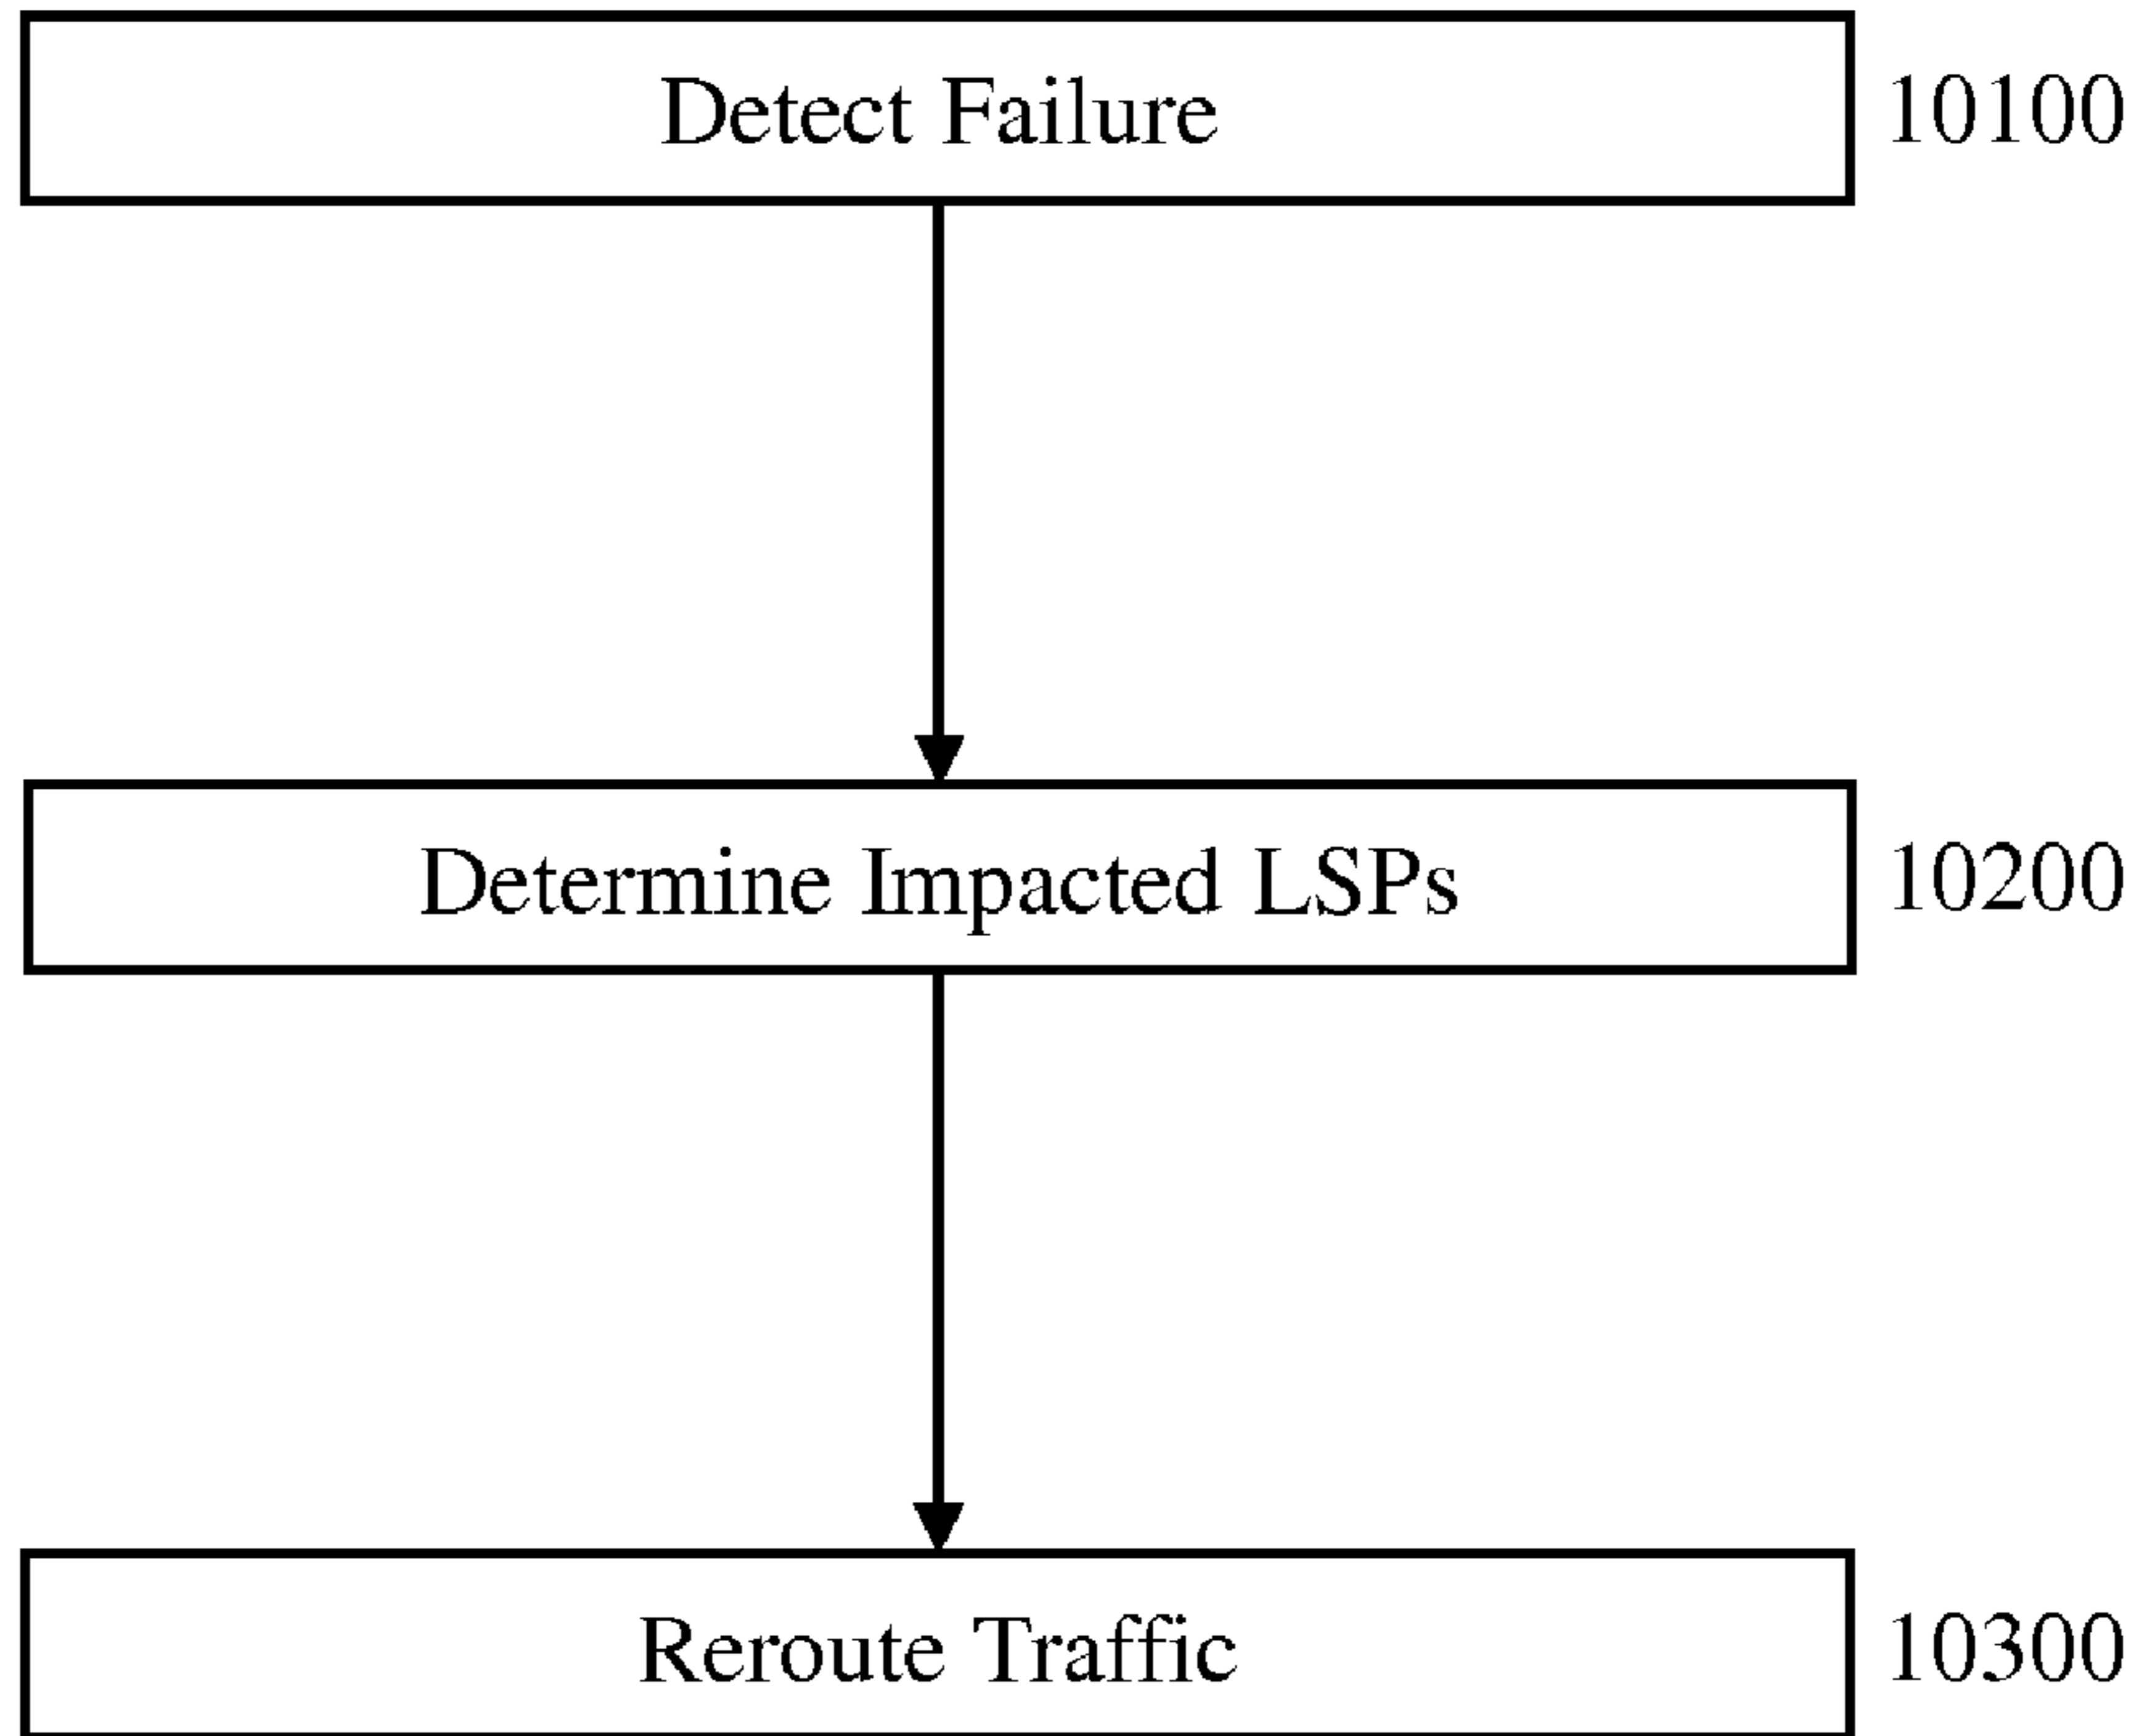 Detect Failure 10100
Determine Impacted LSPs 10200
Reroute Traffic 10300